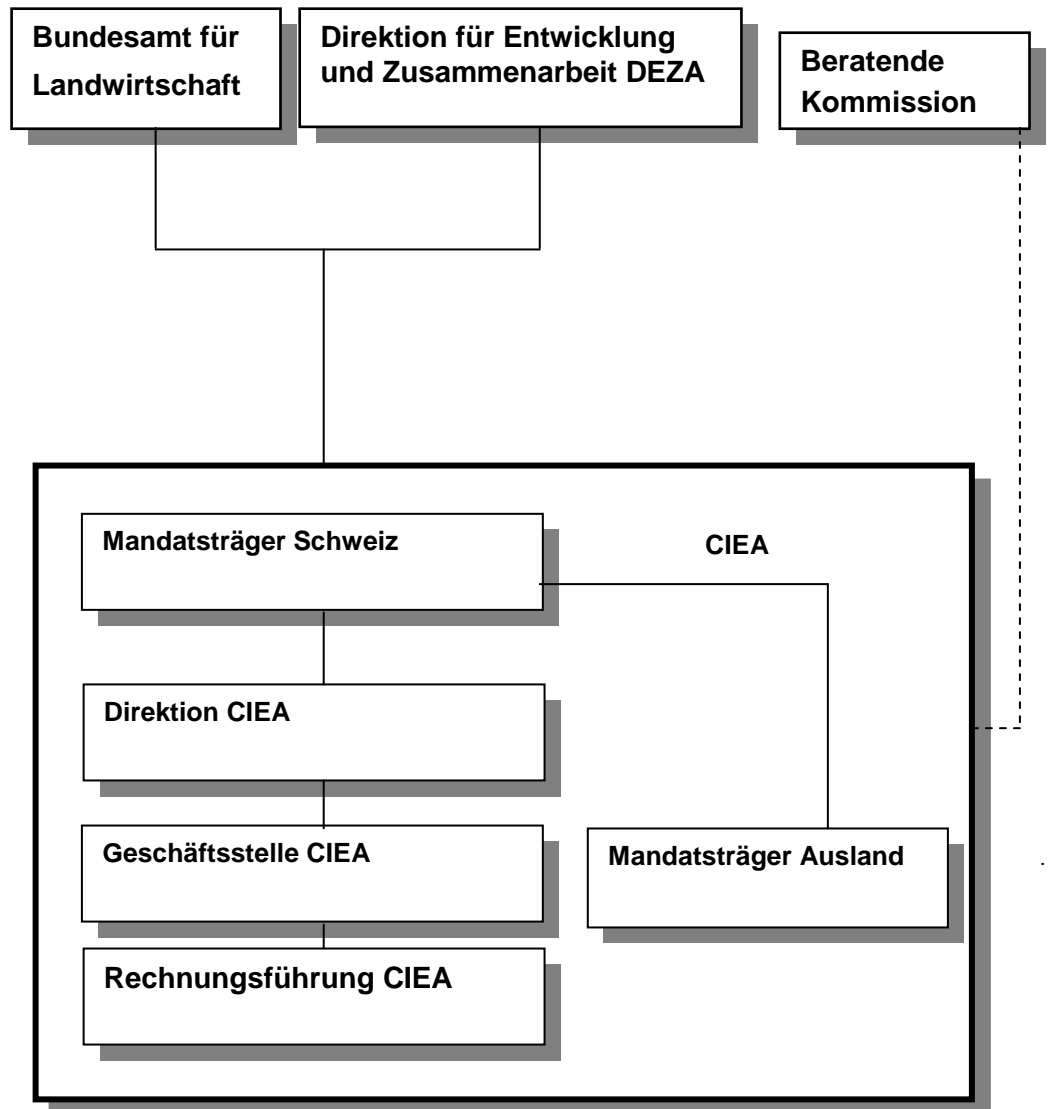 Bundesamt für
Landwirtschaft
Direktion für Entwicklung
und Zusammenarbeit DEZA
Beratende
Kommission
Mandatsträger Schweiz
CIEA
Direktion CIEA
Geschäftsstelle CIEA
Mandatsträger Ausland
Rechnungsführung CIEA